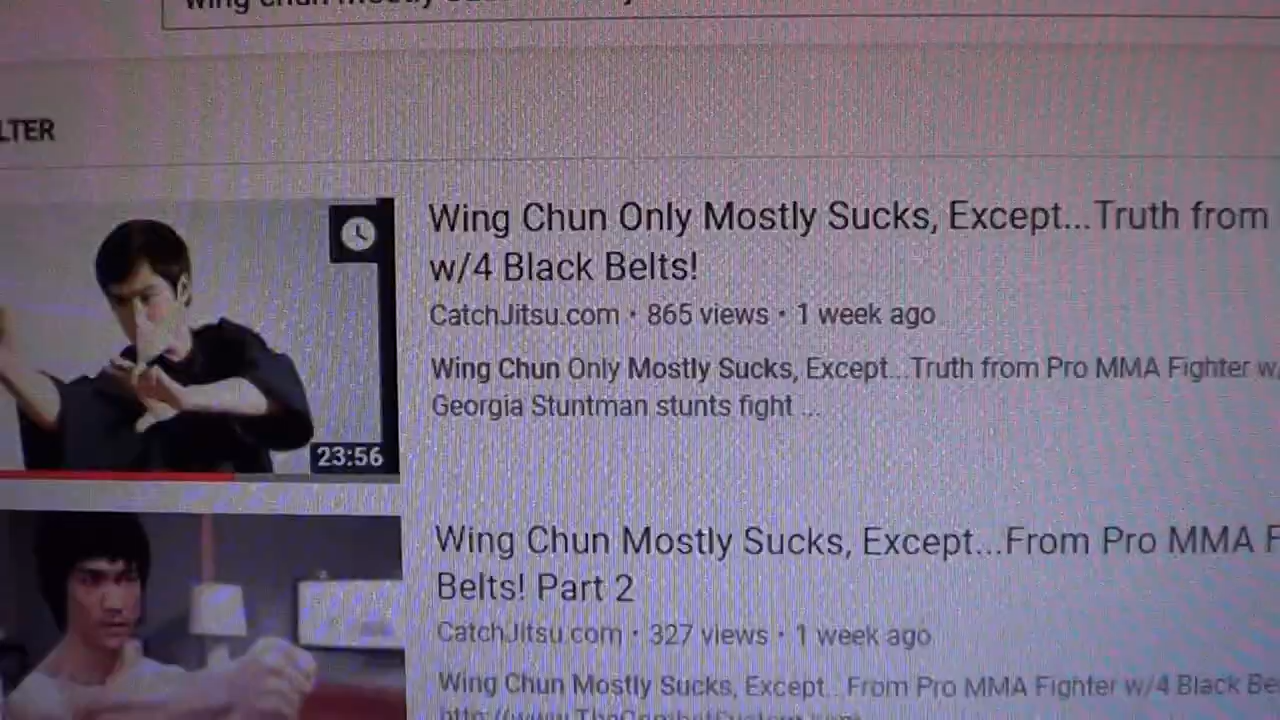 Wing Chun Mostly
LTER
Wing Chun Only Mostly Sucks, Except...Truth from
w/4 Black Belts!
CatchJitsu.com · 865 views · 1 week ago
Wing Chun Only Mostly Sucks, Except...Truth from Pro MMA Fighter w/
Georgia Stuntman stunts fight ...
23:56
Wing Chun Mostly Sucks, Except...From Pro MMA F
Belts! Part 2
CatchJitsu.com · 327 views · 1 week ago
Wing Chun Mostly Sucks, Except...From Pro MMA Fighter w/4 Black Be